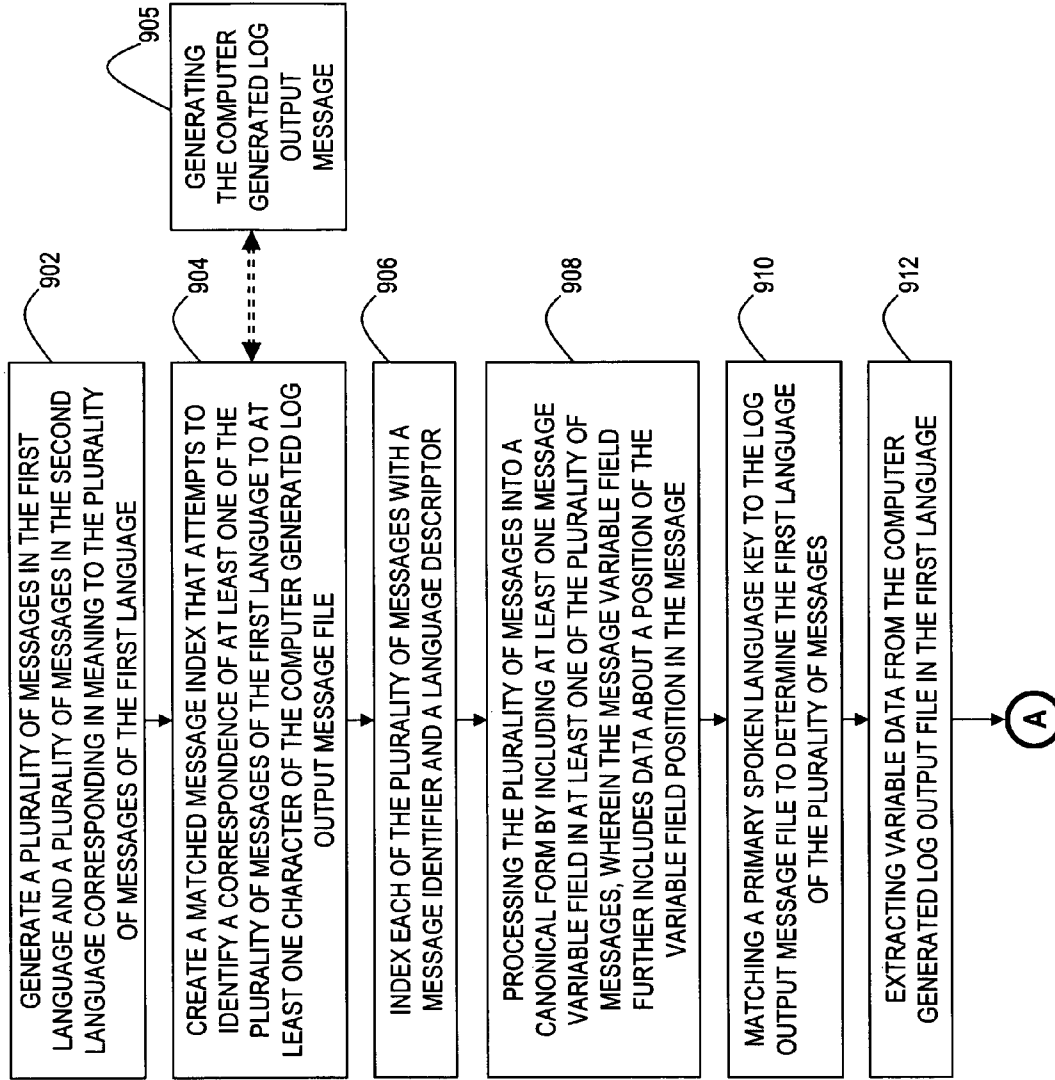 902
GENERATE A PLURALITY OF MESSAGES IN THE FIRST
LANGUAGE AND A PLURALITY OF MESSAGES IN THE SECOND
LANGUAGE CORRESPONDING IN MEANING TO THE PLURALITY
OF MESSAGES OF THE FIRST LANGUAGE
904
CREATE A MATCHED MESSAGE INDEX THAT ATTEMPTS TO
IDENTIFY A CORRESPONDENCE OF AT LEAST ONE OF THE
PLURALITY OF MESSAGES OF THE FIRST LANGUAGE TO AT
LEAST ONE CHARACTER OF THE COMPUTER GENERATED LOG
OUTPUT MESSAGE FILE
905
GENERATING
THE COMPUTER
GENERATED LOG
OUTPUT
MESSAGE
906
INDEX EACH OF THE PLURALITY OF MESSAGES WITH A
MESSAGE IDENTIFIER AND A LANGUAGE DESCRIPTOR
908
PROCESSING THE PLURALITY OF MESSAGES INTO A
CANONICAL FORM BY INCLUDING AT LEAST ONE MESSAGE
VARIABLE FIELD IN AT LEAST ONE OF THE PLURALITY OF
MESSAGES, WHEREIN THE MESSAGE VARIABLE FIELD
FURTHER INCLUDES DATA ABOUT A POSITION OF THE
VARIABLE FIELD POSITION IN THE MESSAGE
910
MATCHING A PRIMARY SPOKEN LANGUAGE KEY TO THE LOG
OUTPUT MESSAGE FILE TO DETERMINE THE FIRST LANGUAGE
OF THE PLURALITY OF MESSAGES
912
EXTRACTING VARIABLE DATA FROM THE COMPUTER
GENERATED LOG OUTPUT FILE IN THE FIRST LANGUAGE
A